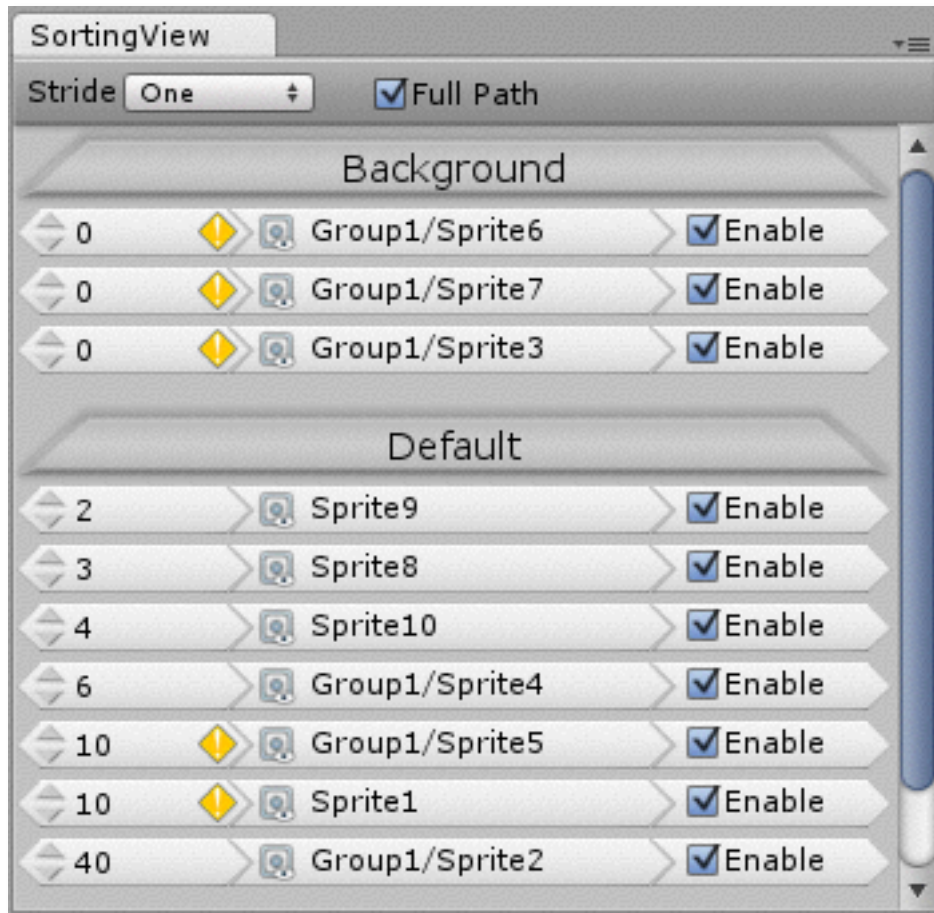 SortingView
Stride One Full Path
Background
0 Group1/Sprite6 Enable
0 Group1/Sprite7 Enable
0 Group1/Sprite3 Enable
Default
2 Sprite9 Enable
3 Sprite8 Enable
4 Sprite10 Enable
6 Group1/Sprite4 Enable
10 Group1/Sprite5 Enable
10 Sprite1 Enable
40 Group1/Sprite2 Enable